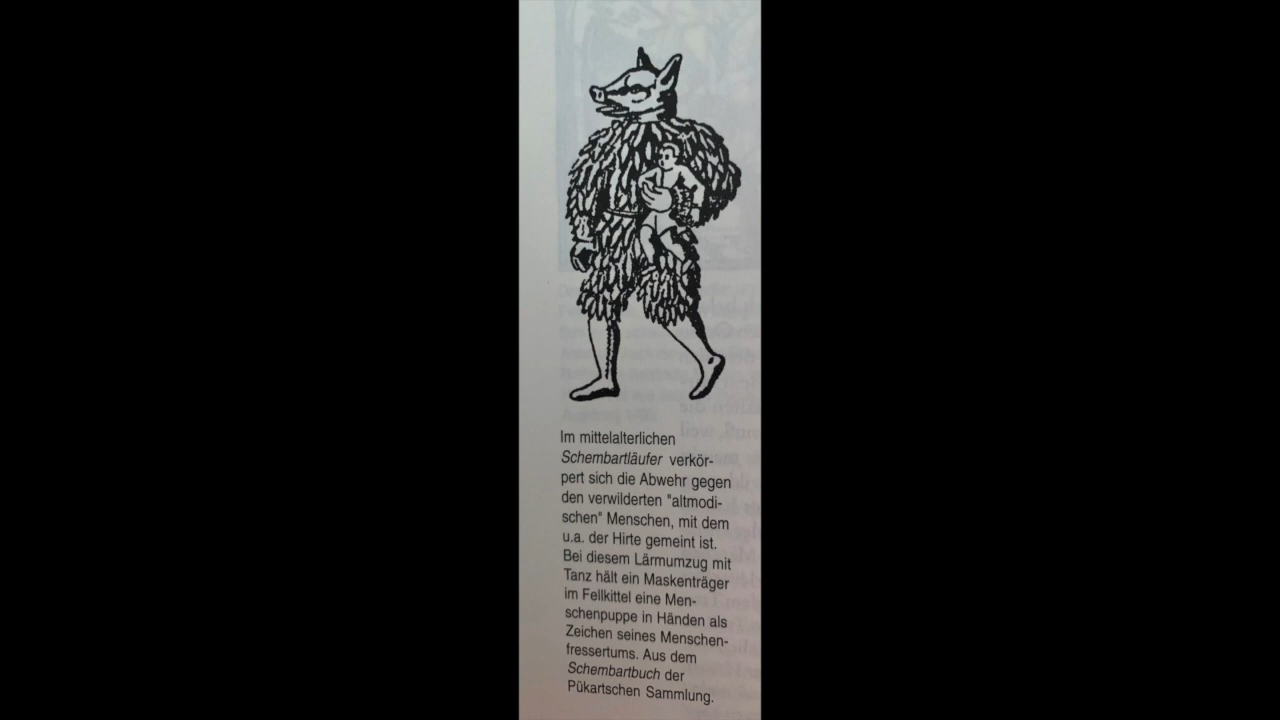 Im mittelalterlichen
Schembartläufer verkör-
pert sich die Abwehr gegen
den verwilderten "altmodi-
schen" Menschen, mit dem
u.a. der Hirte gemeint ist.
Bei diesem Lärmumzug mit
Tanz hält ein Maskenträger
im Fellkittel eine Men-
schenpuppe in Händen als
Zeichen seines Menschen-
fressertums. Aus dem
Schembartbuch der
Pükartschen Sammlung.